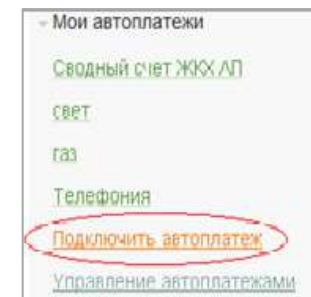 Мои автоплатежи
Сводный счет ЖКХ ЛП
свет
газ
Телефония
Подключить автоплатеж
Управление автоплатежами